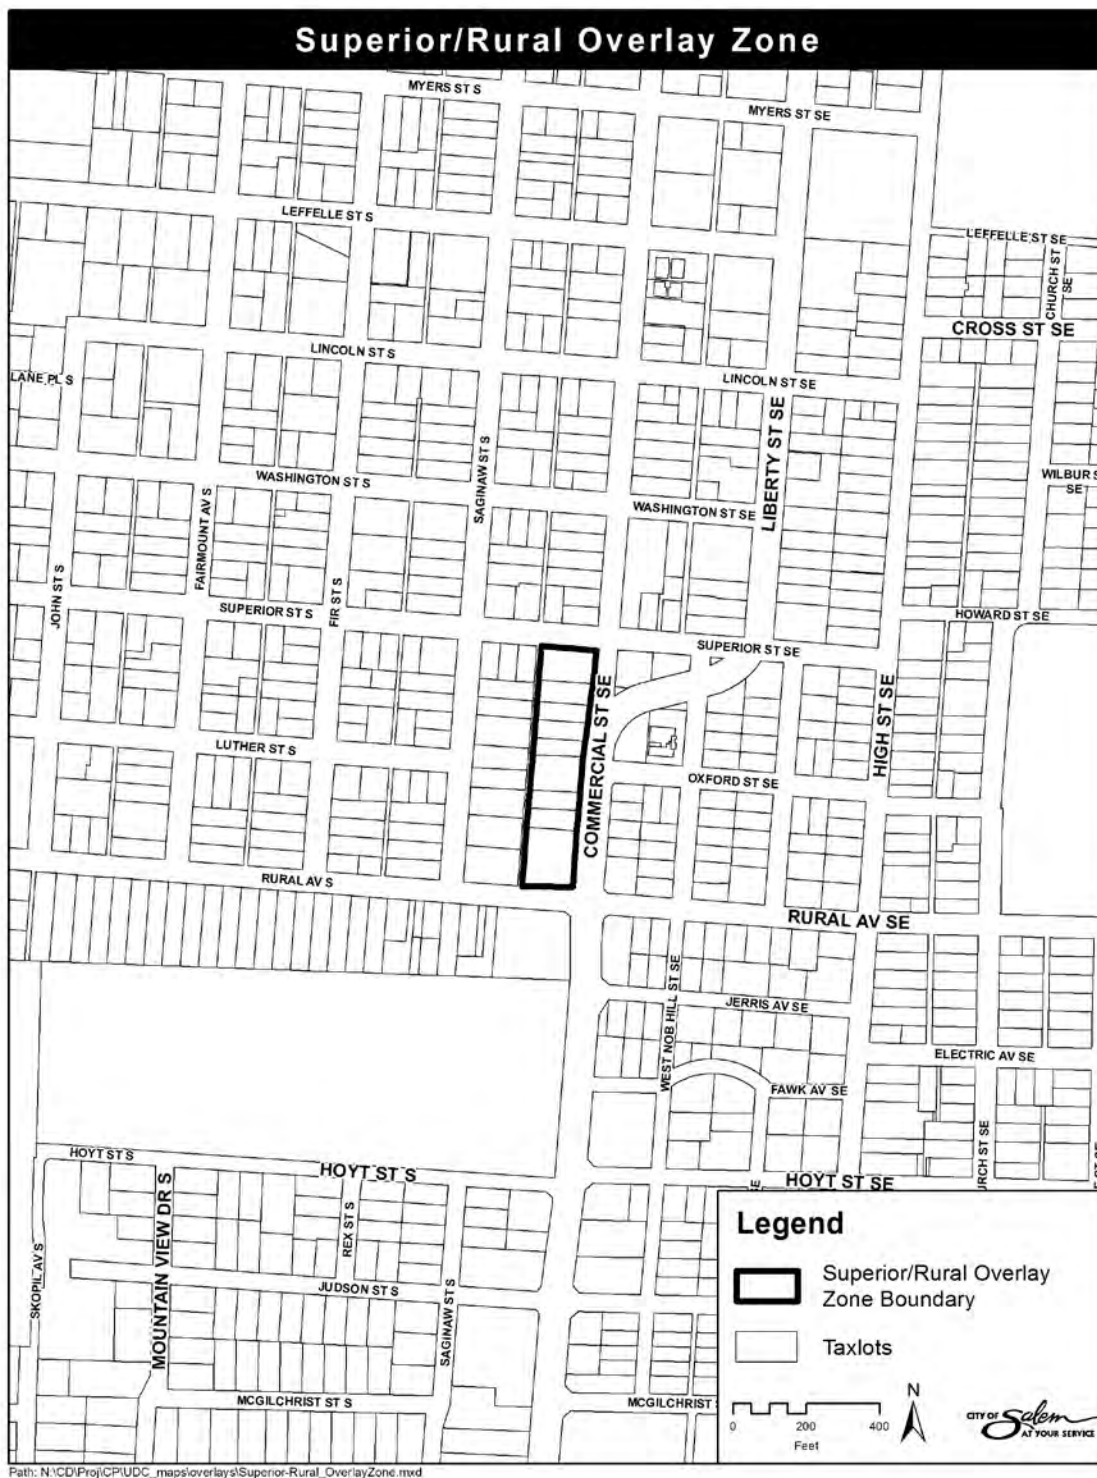 Superior/Rural Overlay Zone
MYERS ST S
MYERS ST SE
LEFFELLE ST S
LEFFELLE ST SE
CHURCH ST SE
CROSS ST SE
LINCOLN ST S
LANE PL S
LINCOLN ST SE
LIBERTY ST SE
SAGINAW ST S
WASHINGTON ST S
WILBUR S
SE
WASHINGTON ST SE
FAIRMOUNT AV S
JOHN ST S
FIR ST S
SUPERIOR ST S
HOWARD ST SE
SUPERIOR ST SE
COMMERCIAL ST SE
HIGH ST SE
LUTHER ST S
OXFORD ST SE
RURAL AV S
RURAL AV SE
WEST NOB HILL ST SE
JERRIS AV SE
ELECTRIC AV SE
FAWK AV SE
HOYT ST S
HOYT ST S
HOYT ST SE
URCH ST SE
SE
MOUNTAIN VIEW DR S
REX ST S
SKOPIL AV S
JUDSON ST S
SAGINAW ST S
MCGILCHRIST ST S
MCGILCHRIST
Legend
Superior/Rural Overlay
Zone Boundary
Taxlots
N
0 200 400
Feet
CITY OF Salem
AT YOUR SERVICE
Path: N:\CD\Proj\CP\UDC_maps\overlays\Superior-Rural_OverlayZone.mxd